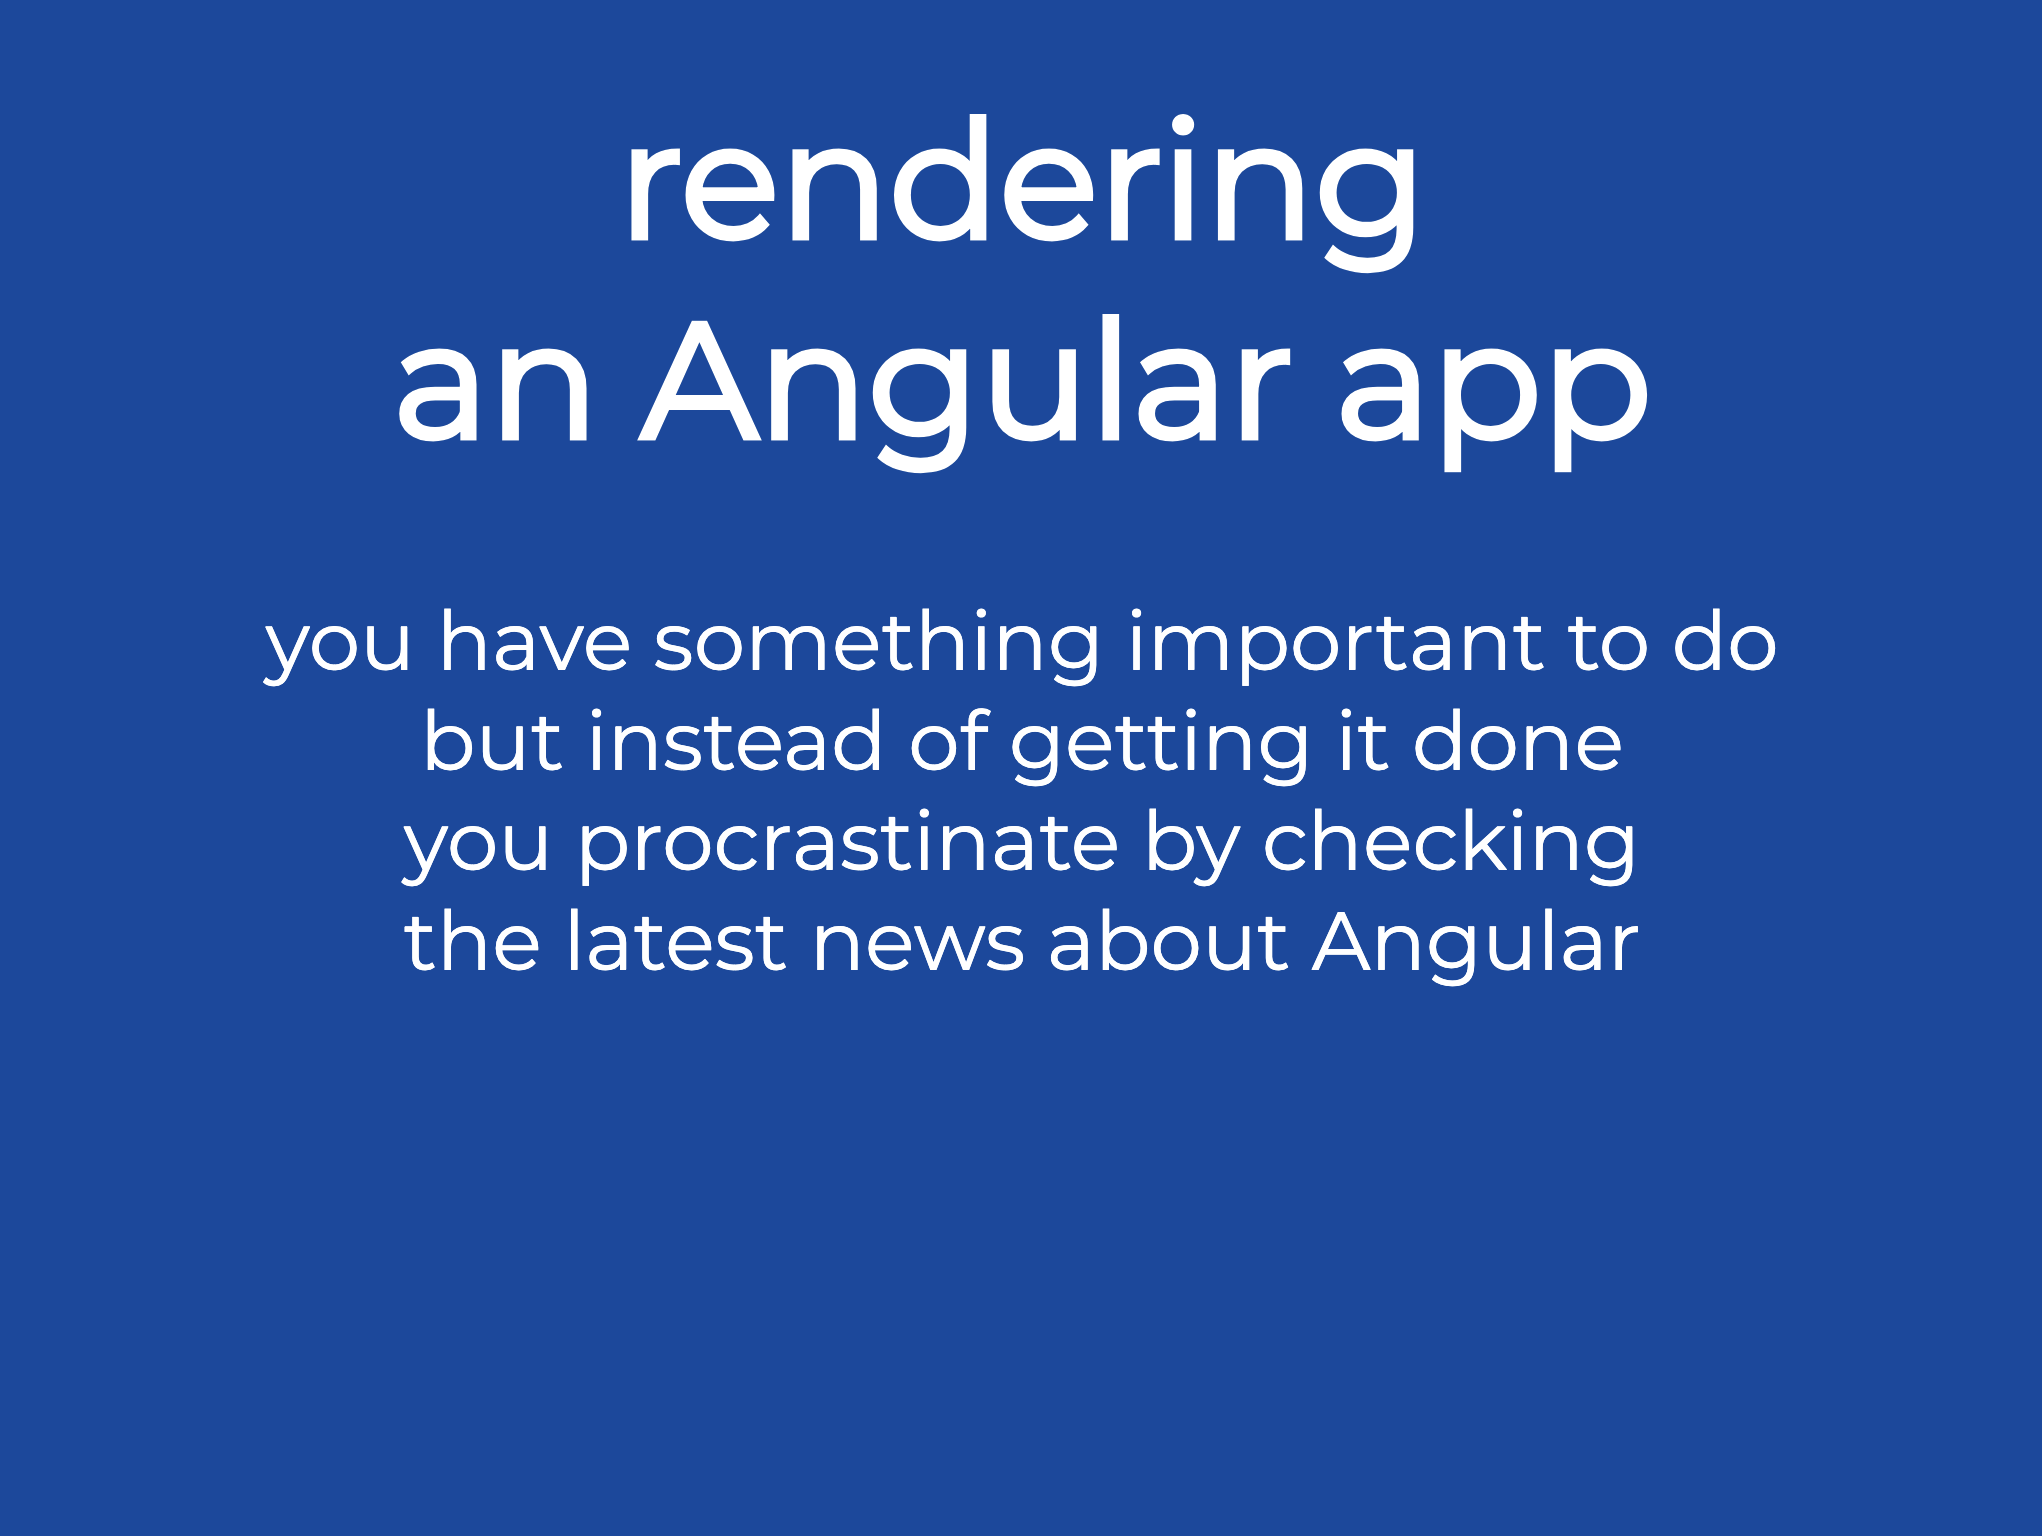 rendering
an Angular app
you have something important to do
but instead of getting it done
you procrastinate by checking
the latest news about Angular